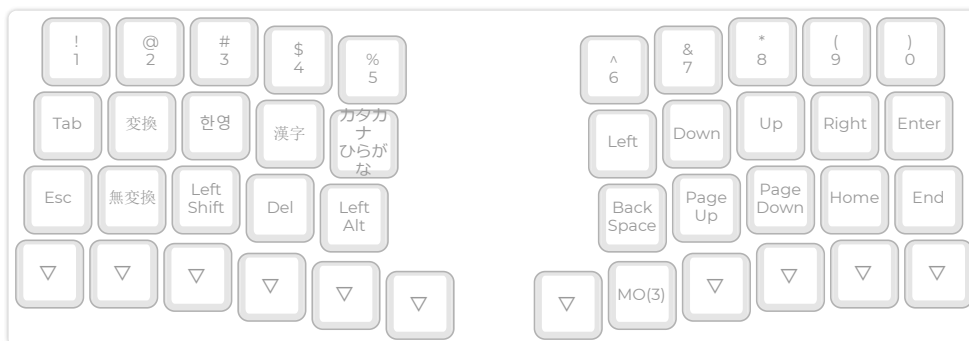 ! @ # $ % ^ & * ( )
1 2 3 4 5 6 7 8 9 0
Tab 変換 한영 漢字 カタカ Left Down Up Right Enter
ナ
ひらが
な
Esc 無変換 Left Del Left Back Page Page Home End
Shift Alt Space Up Down
▽ ▽ ▽ ▽ ▽ ▽ ▽ MO(3) ▽ ▽ ▽ ▽